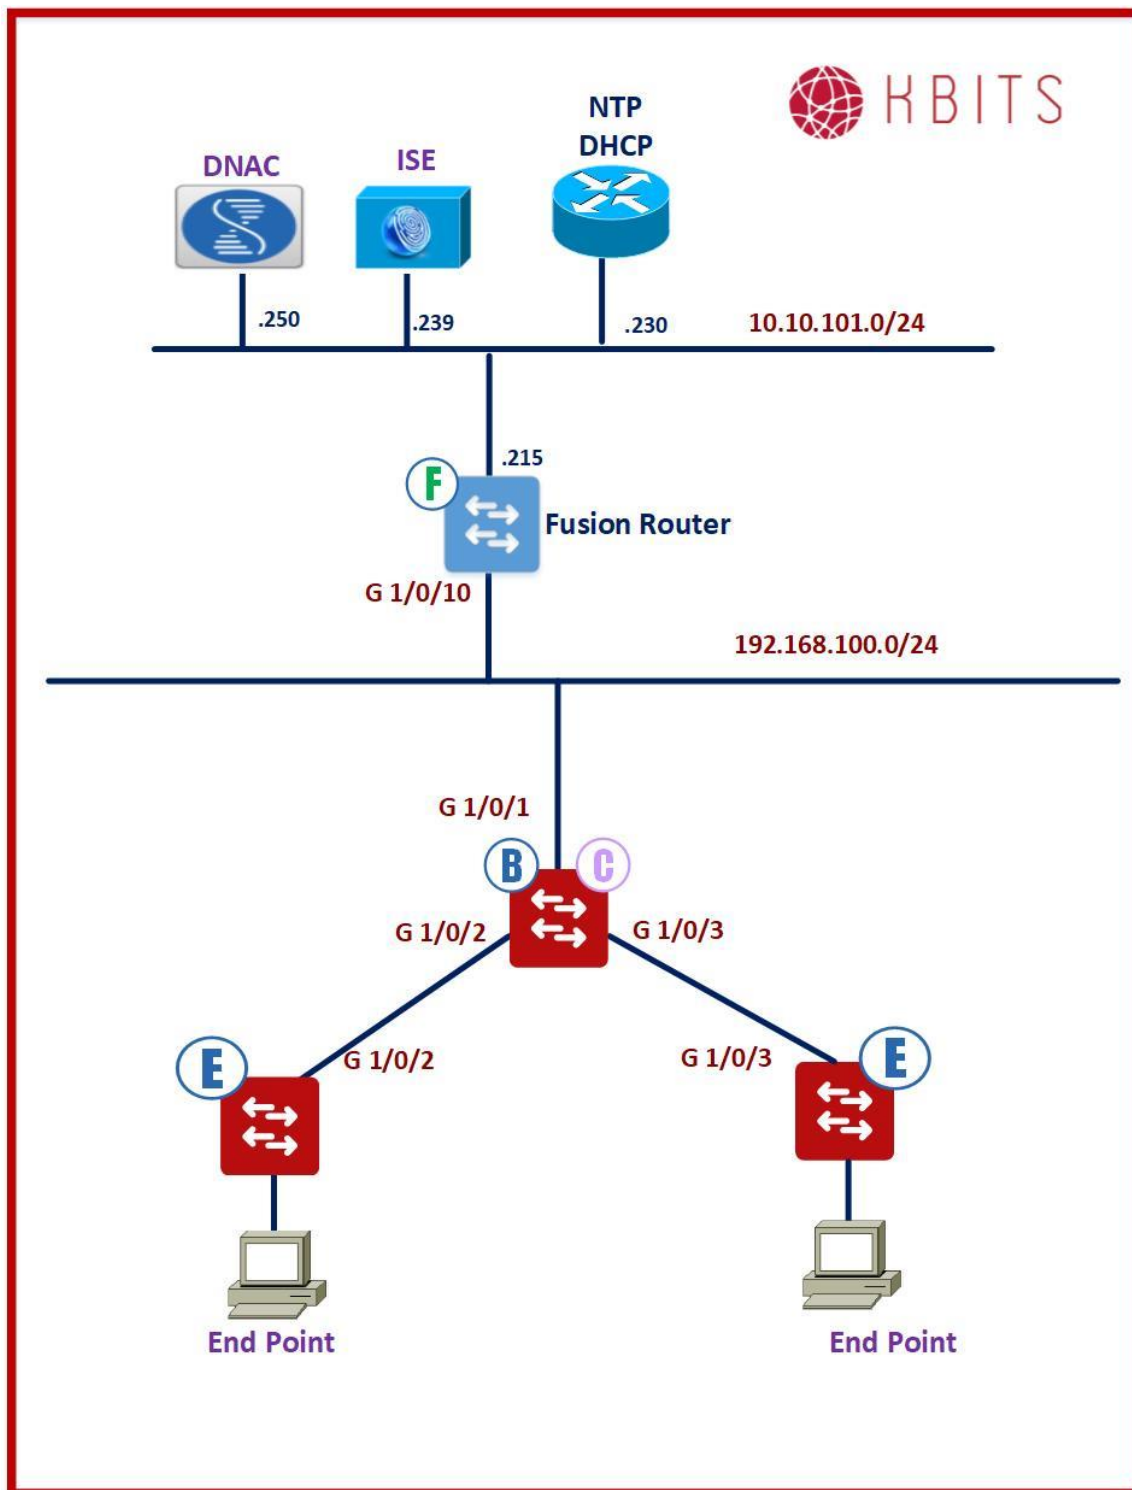 KBITS
NTP
DHCP
ISE
DNAC
.250
.239
.230
10.10.101.0/24
.215
F
Fusion Router
G 1/0/10
192.168.100.0/24
G 1/0/1
B
C
G 1/0/2
G 1/0/3
E
G 1/0/2
G 1/0/3
E
End Point
End Point